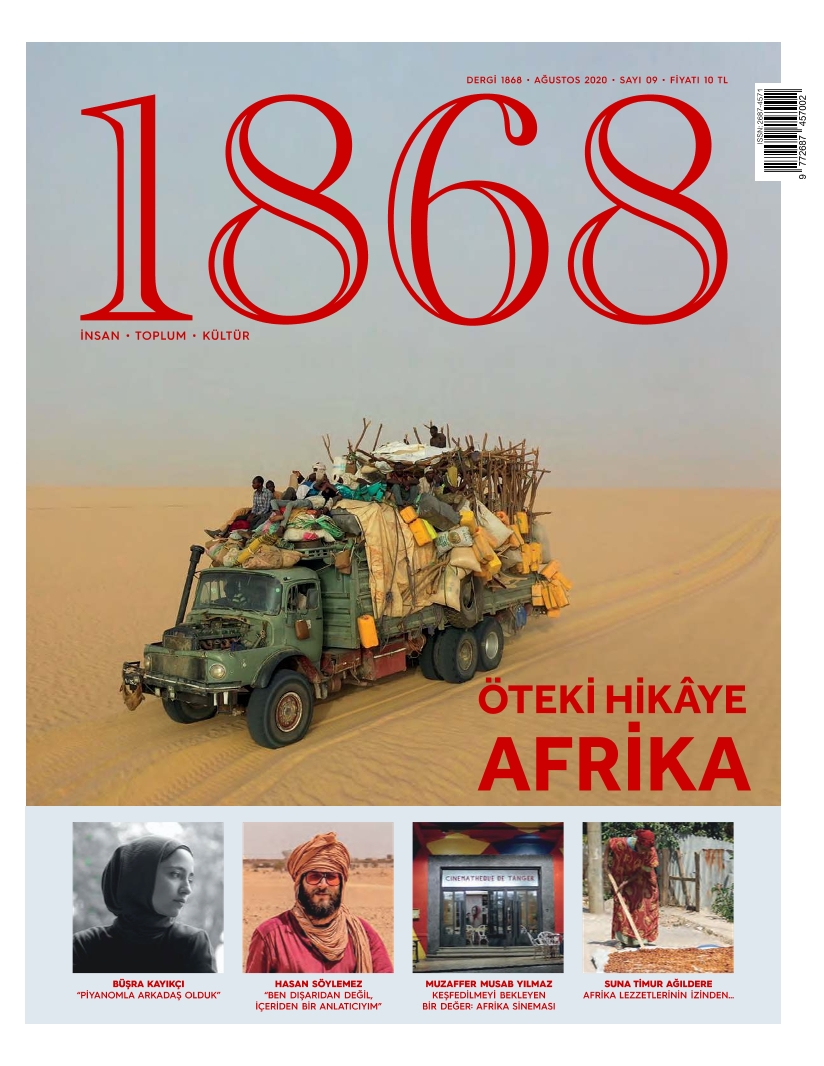 DERGİ 1868 • AĞUSTOS 2020 • SAYI 09 • FİYATI 10 TL
ISSN: 2687-4571
9 772687 457002
1868
İNSAN • TOPLUM • KÜLTÜR
ÖTEKİ HİKÂYE
AFRİKA
CINEMATHEQUE DE TANGER
BÜŞRA KAYIKÇI
“PİYANOMLA ARKADAŞ OLDUK”
HASAN SÖYLEMEZ
“BEN DIŞARIDAN DEĞİL,
İÇERİDEN BİR ANLATICIYIM”
MUZAFFER MUSAB YILMAZ
KEŞFEDİLMEYİ BEKLEYEN
BİR DEĞER: AFRİKA SİNEMASI
SUNA TİMUR AĞILDERE
AFRİKA LEZZETLERİNİN İZİNDEN...